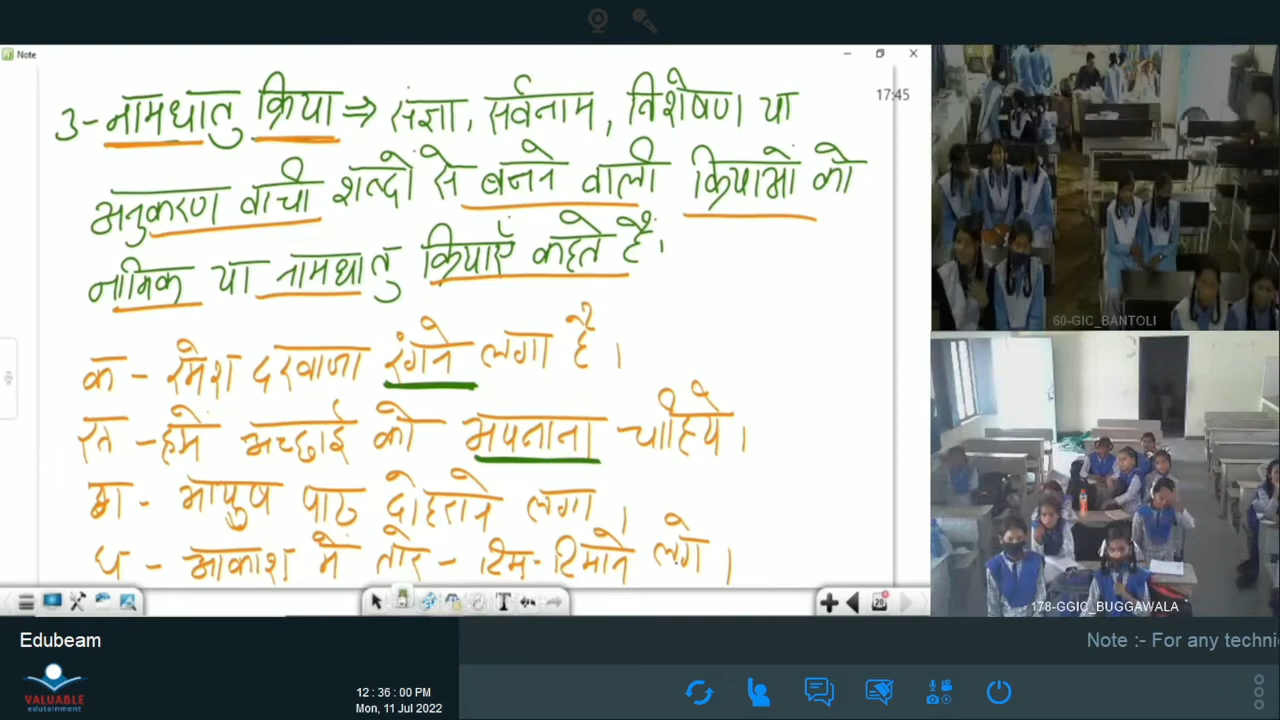 Note
17:45
3- नामधातु क्रिया ⇒ संज्ञा, सर्वनाम, विशेषण या
अनुकरण वाची शब्दों से बनने वाली क्रियाओं को
नामिक या नामधातु क्रियाएँ कहते हैं।
क - रमेश दरवाजा रंगने लगा है।
ख - हमें अच्छाई को अपनाना चाहिये।
ग - आयुष पाठ दोहराने लगा।
घ - आकाश में तारे - टिम-टिमाने लगे।
60-GIC_BANTOLI
178-GGIC_BUGGAWALA
20
Edubeam
Note :- For any techni
VALUABLE
edutainment
12 : 36 : 00 PM
Mon, 11 Jul 2022